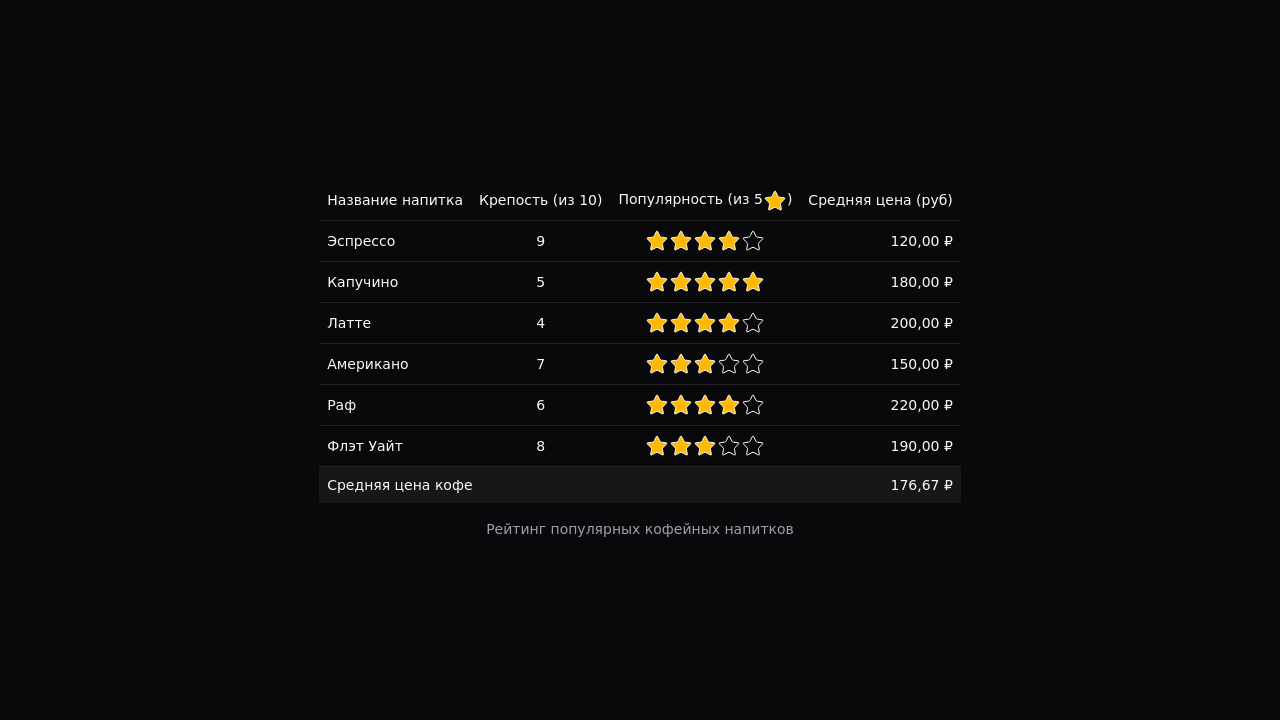 Название напитка Крепость (из 10) Популярность (из 5⭐) Средняя цена (руб)
Эспрессо 9 120,00 ₽
Капучино 5 180,00 ₽
Латте 4 200,00 ₽
Американо 7 150,00 ₽
Раф 6 220,00 ₽
Флэт Уайт 8 190,00 ₽
Средняя цена кофе 176,67 ₽
Рейтинг популярных кофейных напитков